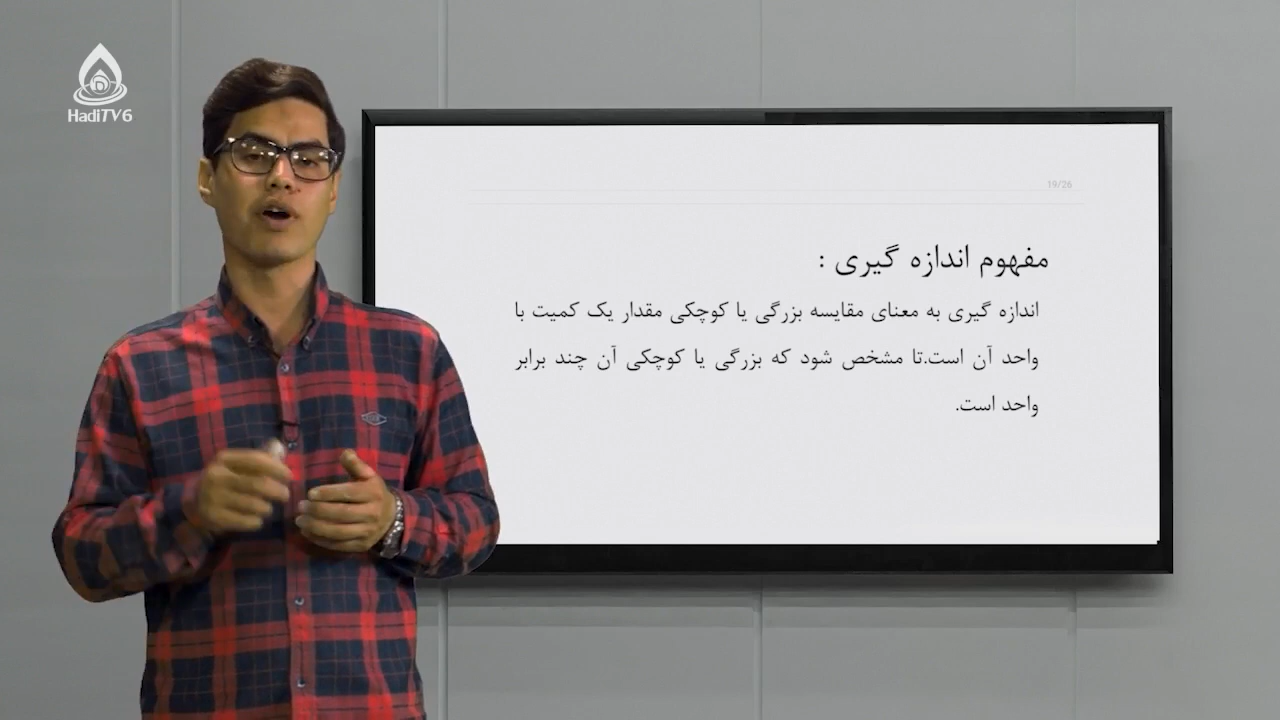 HadiTV6
19/26
مفهوم اندازه گیری :
اندازه گیری به معنای مقایسه بزرگی یا کوچکی مقدار یک کمیت با
واحد آن است.تا مشخص شود که بزرگی یا کوچکی آن چند برابر
واحد است.